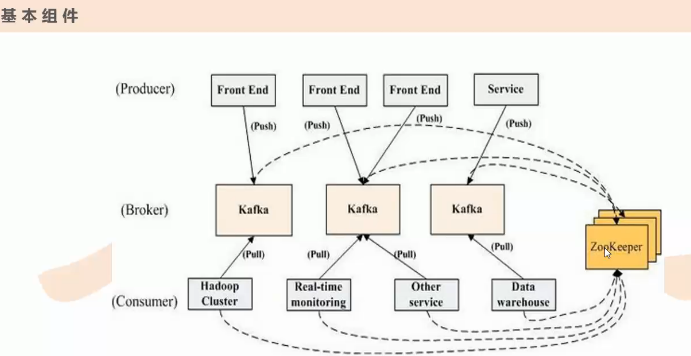 基本组件
(Producer)
Front End
Front End
Front End
Service
(Push)
(Push)
(Push)
(Push)
(Broker)
Kafka
Kafka
Kafka
ZooKeeper
(Pull)
(Pull)
(Pull)
(Pull)
(Consumer)
Hadoop
Cluster
Real-time
monitoring
Other
service
Data
warehouse